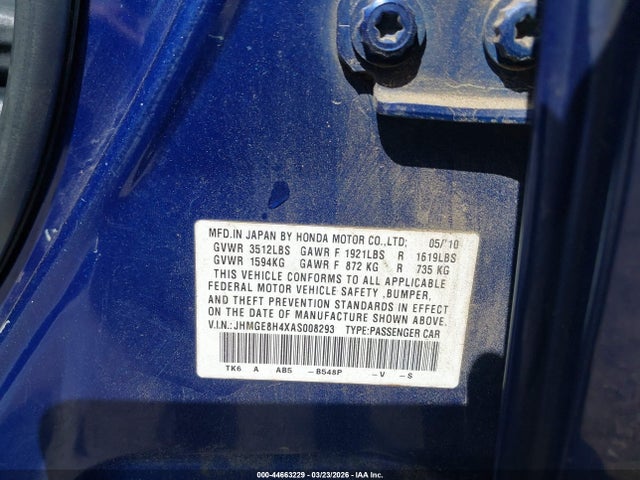 MFD.IN JAPAN BY HONDA MOTOR CO.,LTD; 05/'10
GVWR 3512LBS GAWR F 1921LBS R 1619LBS
GVWR 1594KG GAWR F 872 KG R 735 KG
THIS VEHICLE CONFORMS TO ALL APPLICABLE
FEDERAL MOTOR VEHICLE SAFETY ,BUMPER,
AND THEFT PREVENTION STANDARDS IN EFFECT
ON THE DATE OF MANUFACTURE SHOWN ABOVE.
V.I.N.:JHMGE8H4XAS008293 TYPE:PASSENGER CAR
TK6 A AB5 -B548P -V -S
000-44663229 - 03/23/2026 - IAA Inc.